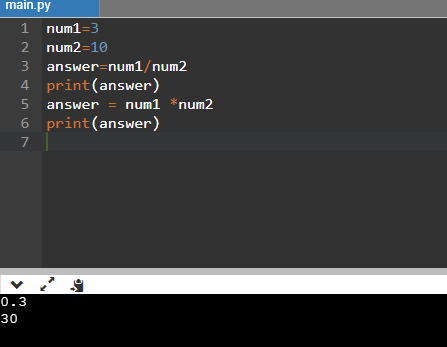 main.py
1 num1=3
2 num2=10
3 answer=num1/num2
4 print(answer)
5 answer = num1 *num2
6 print(answer)
7
0.3
30